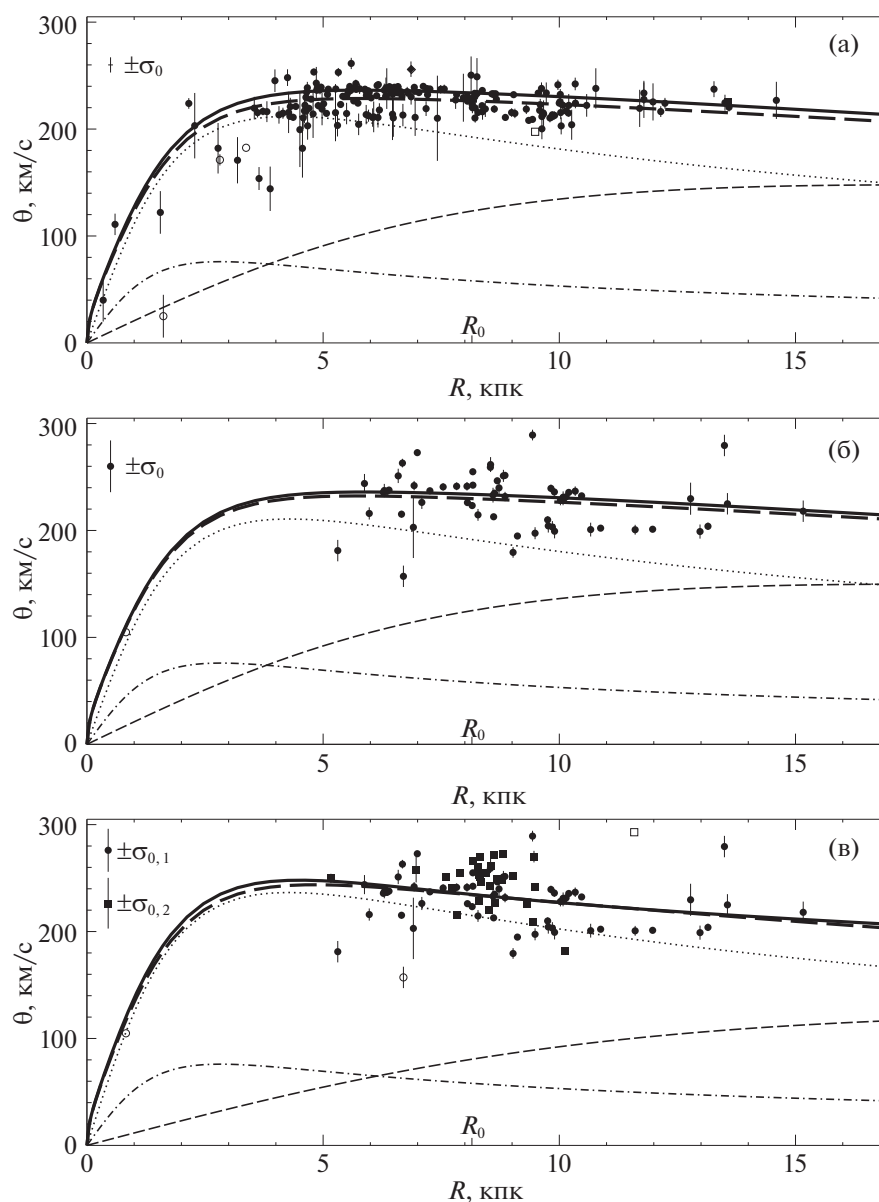 300
(а)
±σ₀
200
θ, км/с
100
R₀
0
0 5 10 15
R, кпк
300
(б)
±σ₀
200
θ, км/с
100
R₀
0
0 5 10 15
R, кпк
300
(в)
±σ₀,₁
±σ₀,₂
200
θ, км/с
100
R₀
0
0 5 10 15
R, кпк